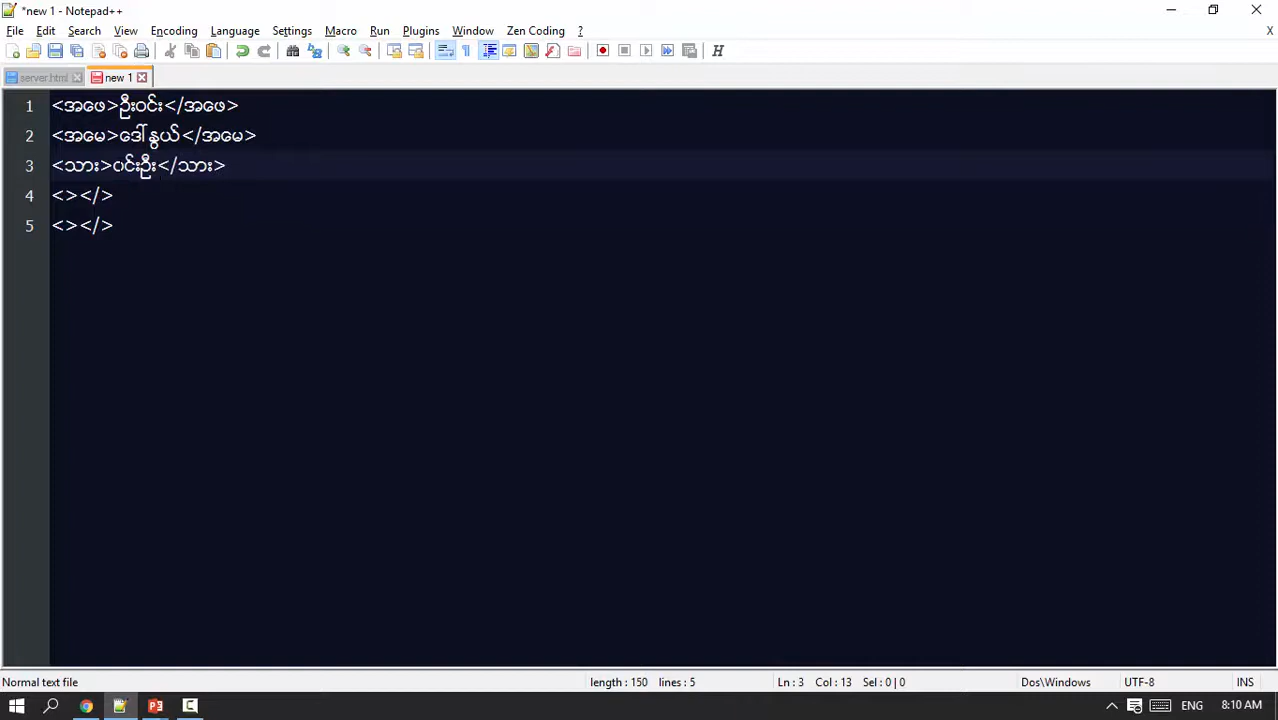 *new 1 - Notepad++
File Edit Search View Encoding Language Settings Macro Run Plugins Window Zen Coding ? X
server.html new 1
1 <အဖေ>ဦးဝင်း</အဖေ>
2 <အမေ>ဒေါ်နွယ်</အမေ>
3 <သား>ဝင်းဦး</သား>
4 <></>
5 <></>
Normal text file length : 150 lines : 5 Ln : 3 Col : 13 Sel : 0 | 0 Dos\Windows UTF-8 INS
ENG 8:10 AM